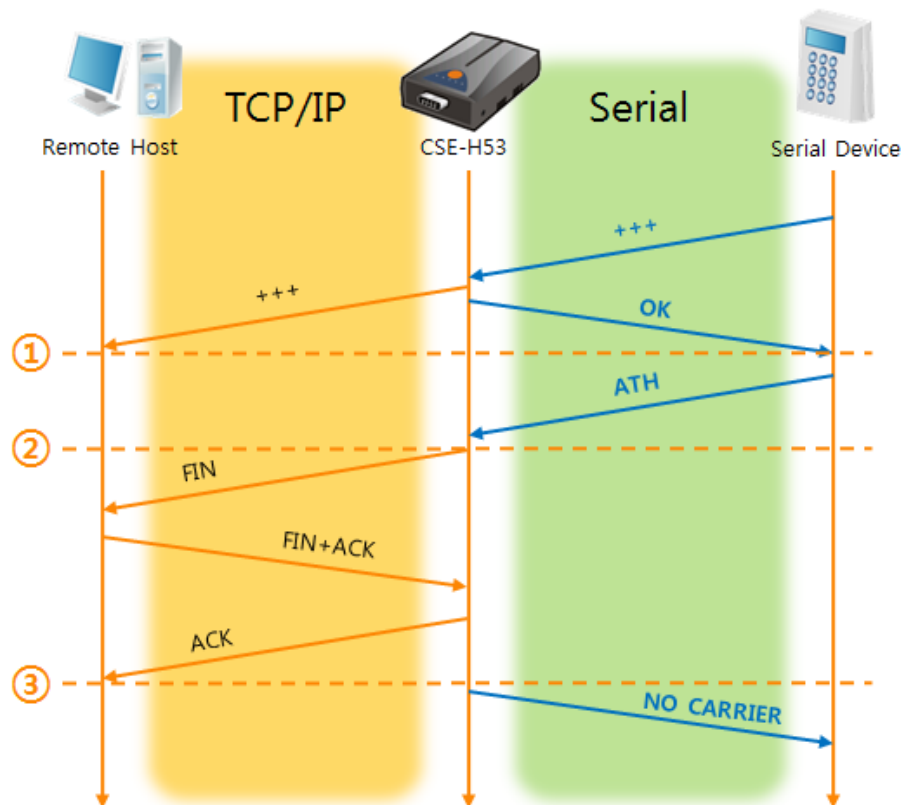 TCP/IP
Serial
Remote Host
CSE-H53
Serial Device
+++
+++
OK
①
ATH
②
FIN
FIN+ACK
ACK
③
NO CARRIER